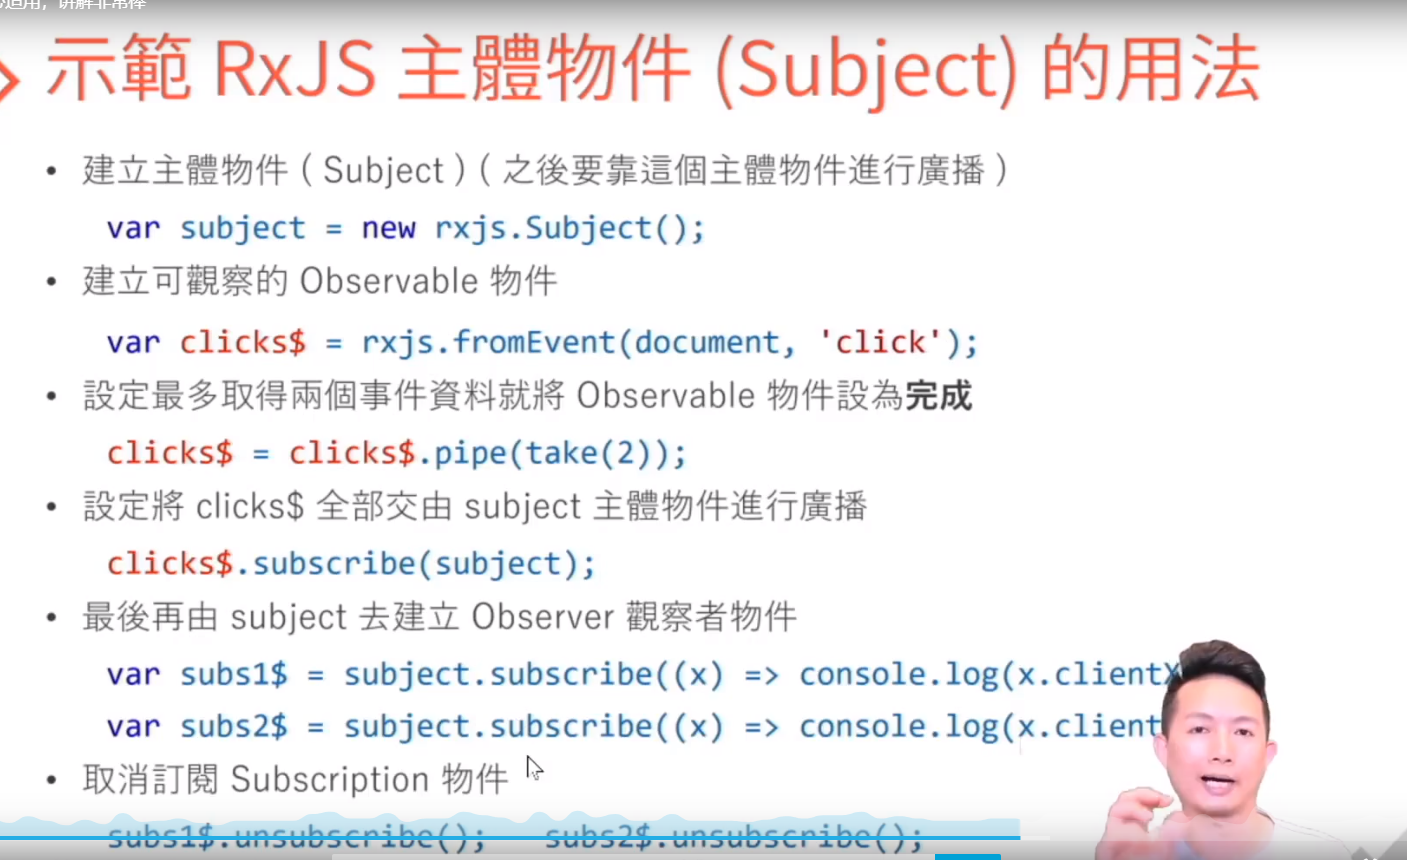 示範 RxJS 主體物件 (Subject) 的用法
• 建立主體物件 ( Subject ) ( 之後要靠這個主體物件進行廣播 )
var subject = new rxjs.Subject();
• 建立可觀察的 Observable 物件
var clicks$ = rxjs.fromEvent(document, 'click');
• 設定最多取得兩個事件資料就將 Observable 物件設為完成
clicks$ = clicks$.pipe(take(2));
• 設定將 clicks$ 全部交由 subject 主體物件進行廣播
clicks$.subscribe(subject);
• 最後再由 subject 去建立 Observer 觀察者物件
var subs1$ = subject.subscribe((x) => console.log(x.clientX
var subs2$ = subject.subscribe((x) => console.log(x.client
• 取消訂閱 Subscription 物件
subs1$.unsubscribe(); subs2$.unsubscribe();